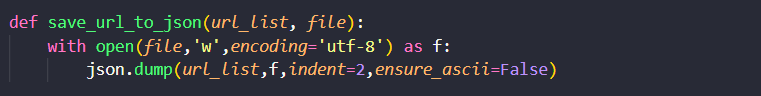 def save_url_to_json(url_list, file):
    with open(file,'w',encoding='utf-8') as f:
        json.dump(url_list,f,indent=2,ensure_ascii=False)